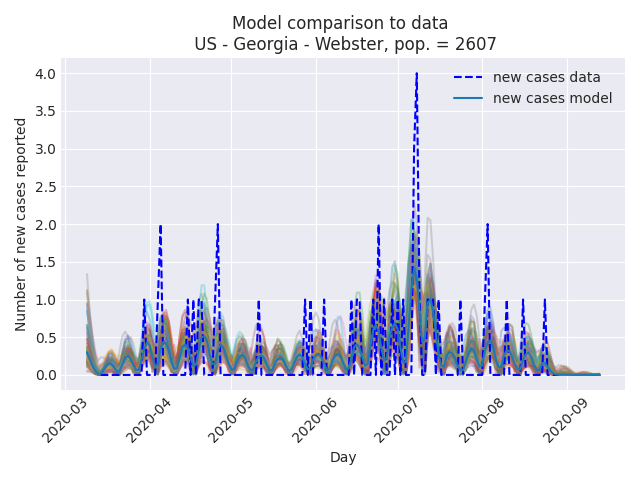 Model comparison to data
US - Georgia - Webster, pop. = 2607
new cases data
new cases model
Number of new cases reported
4.0
3.5
3.0
2.5
2.0
1.5
1.0
0.5
0.0
2020-03
2020-04
2020-05
2020-06
2020-07
2020-08
2020-09
Day